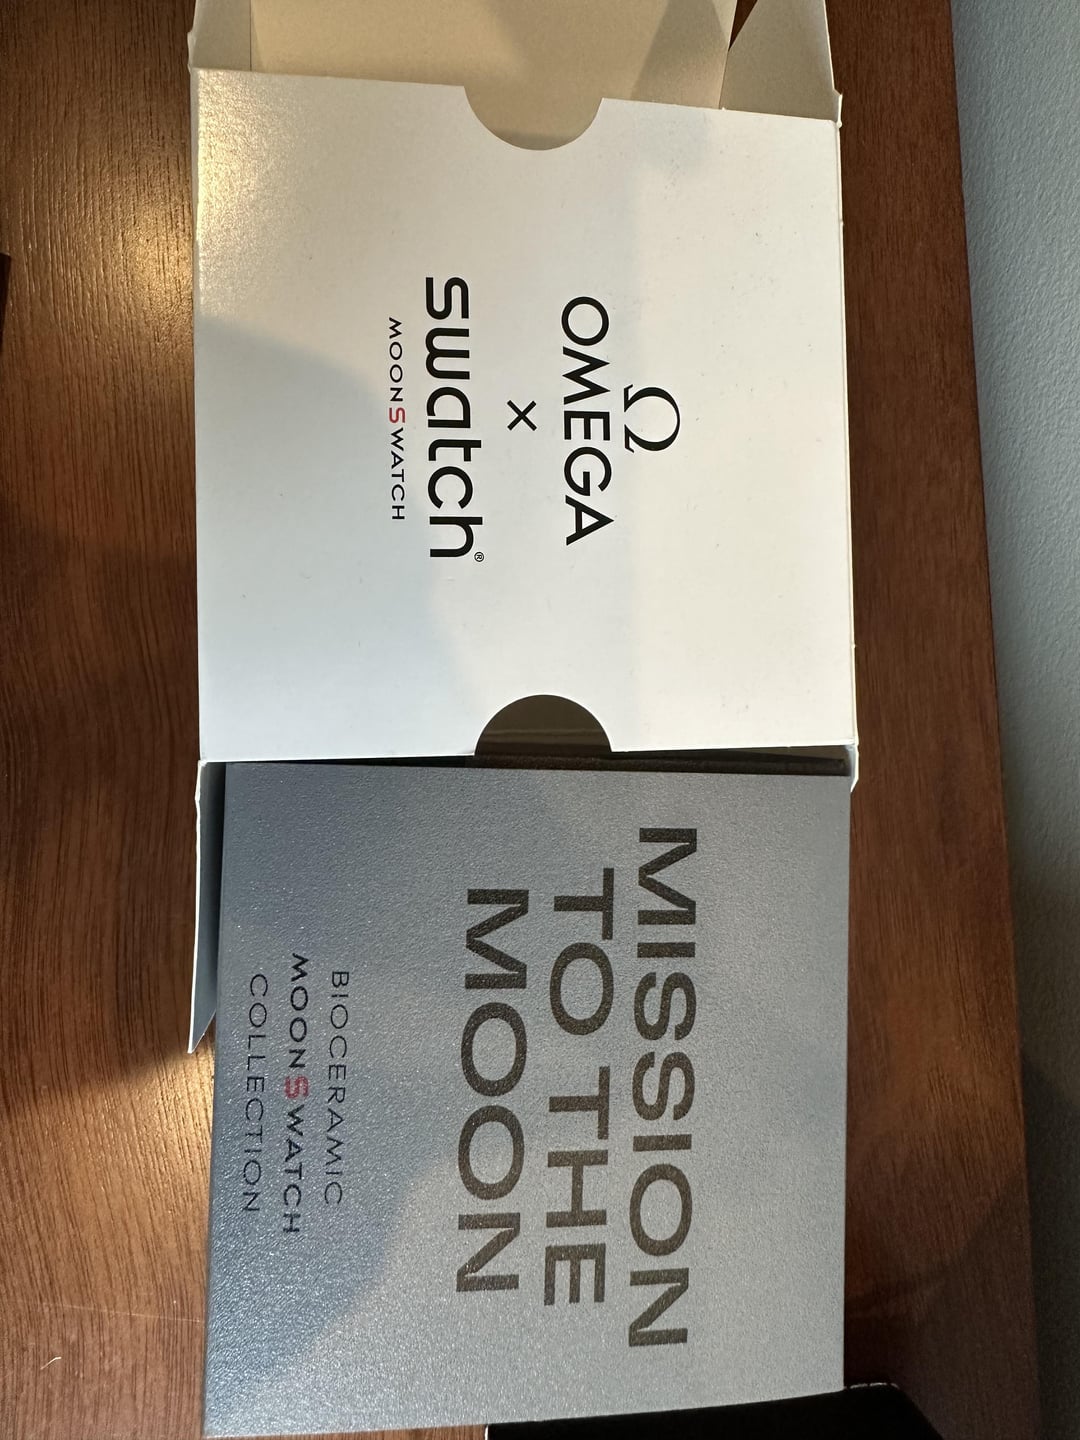 Ω
OMEGA
×
swatch®
MOONSWATCH
MISSION
TO THE
MOON
BIOCERAMIC
MOONSWATCH
COLLECTION